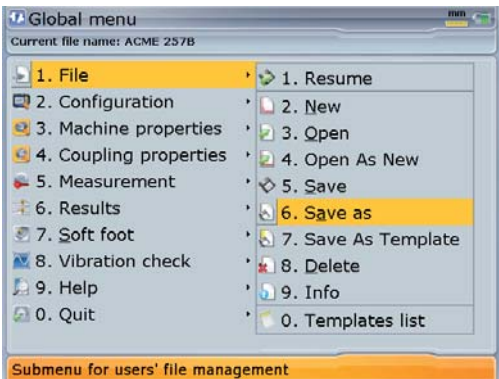 Global menu
mm
Current file name: ACME 257B
1. File
2. Configuration
3. Machine properties
4. Coupling properties
5. Measurement
6. Results
7. Soft foot
8. Vibration check
9. Help
0. Quit
1. Resume
2. New
3. Open
4. Open As New
5. Save
6. Save as
7. Save As Template
8. Delete
9. Info
0. Templates list
Submenu for users' file management